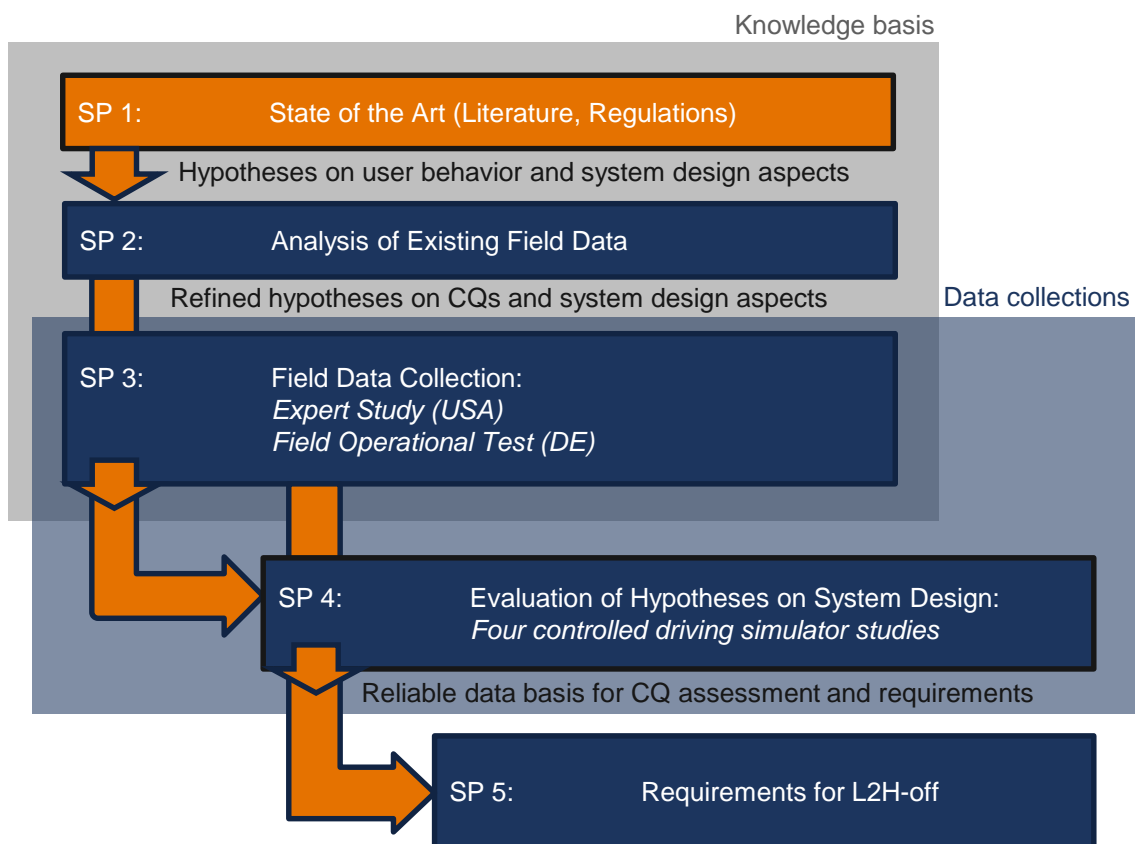 Knowledge basis
SP 1: State of the Art (Literature, Regulations)
Hypotheses on user behavior and system design aspects
SP 2: Analysis of Existing Field Data
Refined hypotheses on CQs and system design aspects
Data collections
SP 3: Field Data Collection:
Expert Study (USA)
Field Operational Test (DE)
SP 4: Evaluation of Hypotheses on System Design:
Four controlled driving simulator studies
Reliable data basis for CQ assessment and requirements
SP 5: Requirements for L2H-off